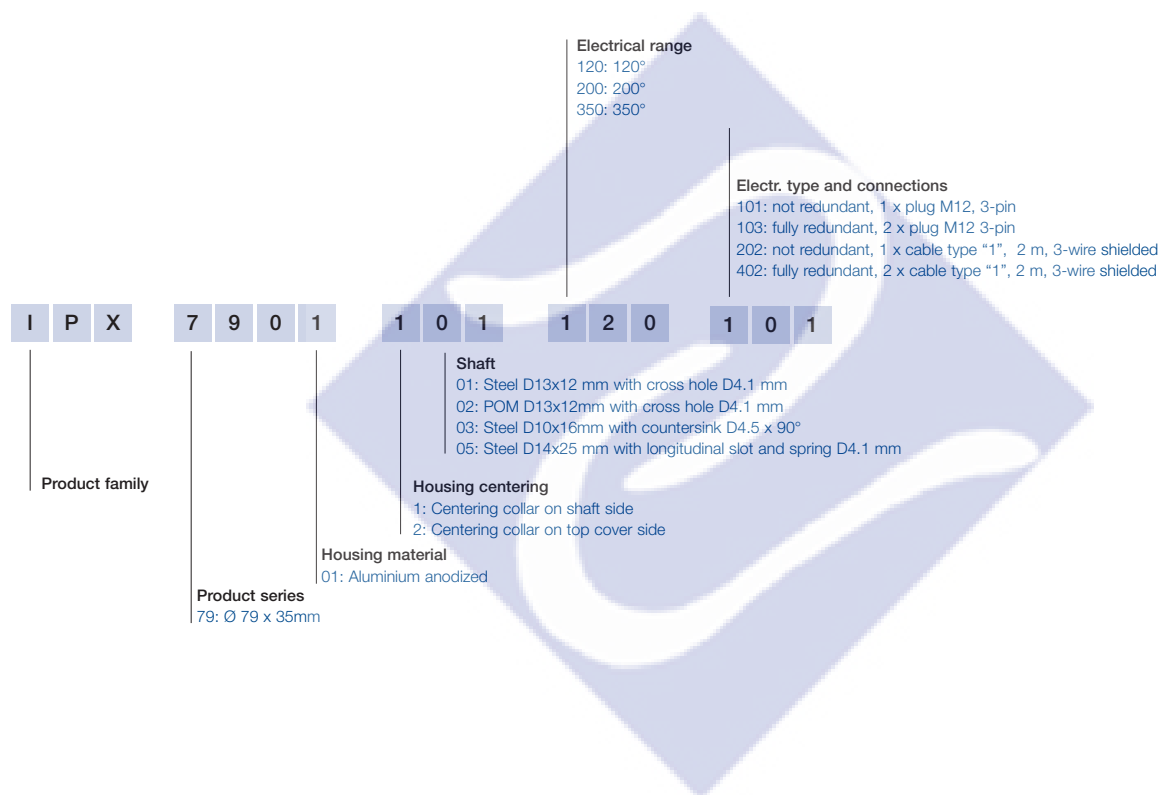 Electrical range
120: 120°
200: 200°
350: 350°
Electr. type and connections
101: not redundant, 1 x plug M12, 3-pin
103: fully redundant, 2 x plug M12 3-pin
202: not redundant, 1 x cable type “1”, 2 m, 3-wire shielded
402: fully redundant, 2 x cable type “1”, 2 m, 3-wire shielded
I P X 7 9 0 1 1 0 1 1 2 0 1 0 1
Shaft
01: Steel D13x12 mm with cross hole D4.1 mm
02: POM D13x12mm with cross hole D4.1 mm
03: Steel D10x16mm with countersink D4.5 x 90°
05: Steel D14x25 mm with longitudinal slot and spring D4.1 mm
Product family
Housing centering
1: Centering collar on shaft side
2: Centering collar on top cover side
Housing material
01: Aluminium anodized
Product series
79: Ø 79 x 35mm